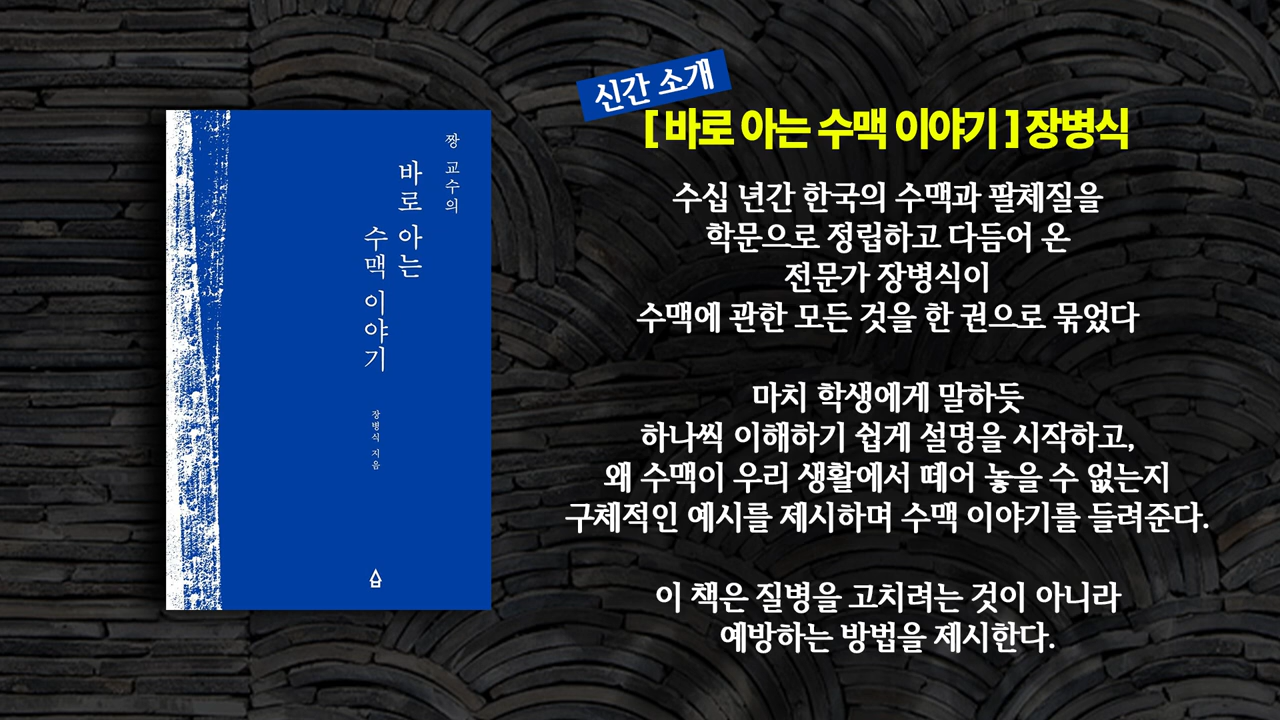 짱 교수의
바로 아는
수맥 이야기
장병식 지음
신간 소개
[ 바로 아는 수맥 이야기 ] 장병식
수십 년간 한국의 수맥과 팔체질을
학문으로 정립하고 다듬어 온
전문가 장병식이
수맥에 관한 모든 것을 한 권으로 묶었다
마치 학생에게 말하듯
하나씩 이해하기 쉽게 설명을 시작하고,
왜 수맥이 우리 생활에서 떼어 놓을 수 없는지
구체적인 예시를 제시하며 수맥 이야기를 들려준다.
이 책은 질병을 고치려는 것이 아니라
예방하는 방법을 제시한다.